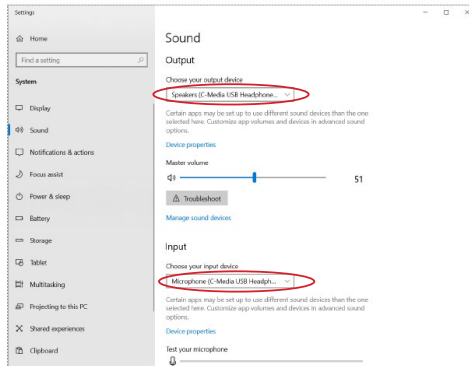 Settings
Home
Find a setting
System
Display
Sound
Notifications & actions
Focus assist
Power & sleep
Battery
Storage
Tablet
Multitasking
Projecting to this PC
Shared experiences
Clipboard
Sound
Output
Choose your output device
Speakers (C-Media USB Headphone...
Certain apps may be set up to use different sound devices than the one
selected here. Customize app volumes and devices in advanced sound
options.
Device properties
Master volume
51
Troubleshoot
Manage sound devices
Input
Choose your input device
Microphone (C-Media USB Headph...
Certain apps may be set up to use different sound devices than the one
selected here. Customize app volumes and devices in advanced sound
options.
Device properties
Test your microphone